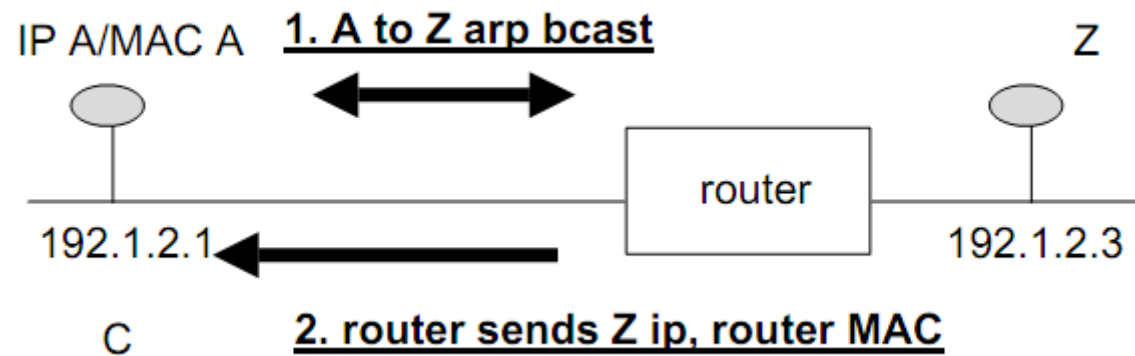 IP A/MAC A
1. A to Z arp bcast
Z
router
192.1.2.1
192.1.2.3
C
2. router sends Z ip, router MAC